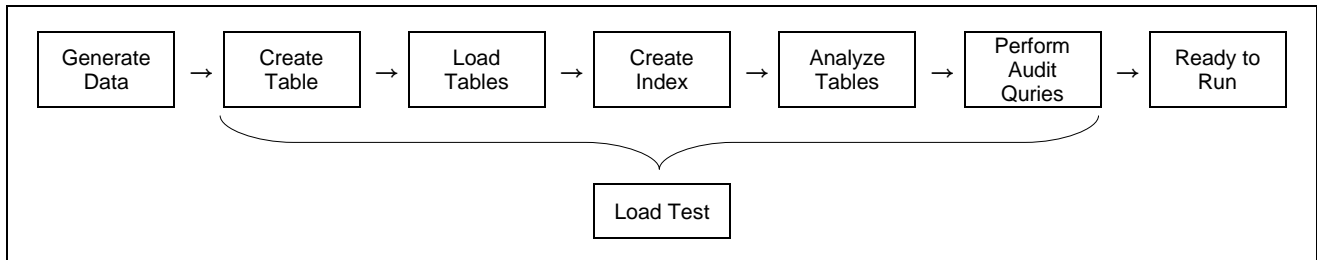 Generate
Data
→
Create
Table
→
Load
Tables
→
Create
Index
→
Analyze
Tables
→
Perform
Audit
Quries
→
Ready to
Run
Load Test